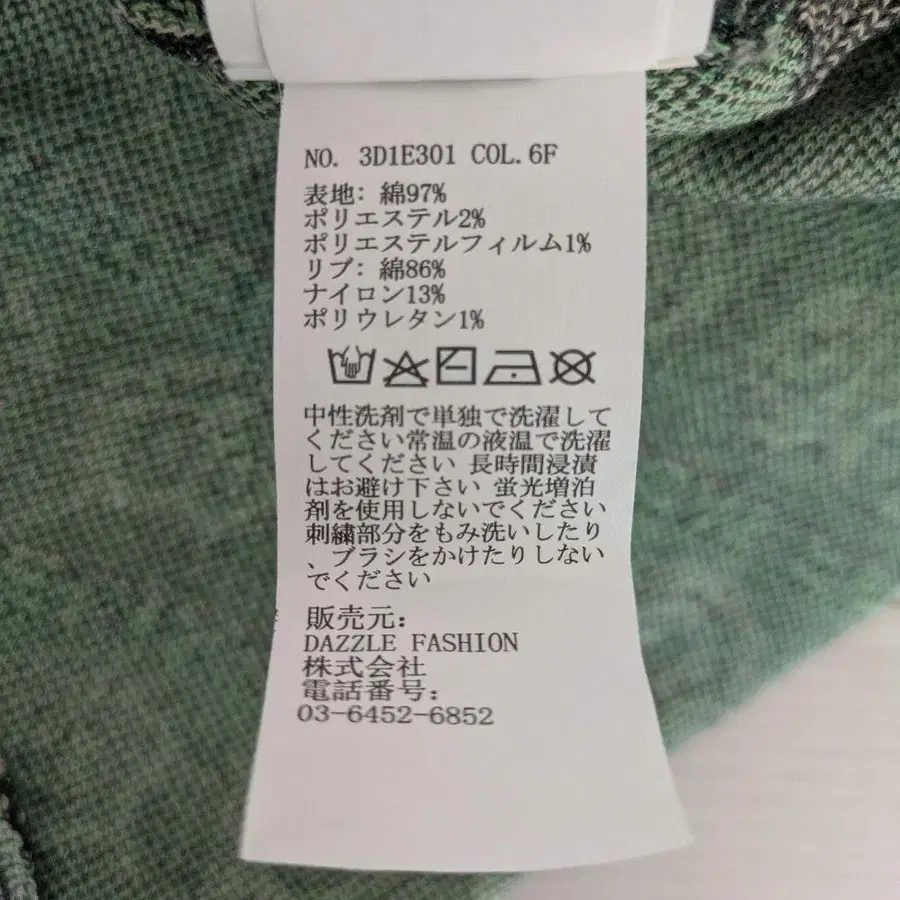 NO. 3D1E301 COL.6F
表地: 綿97%
ポリエステル2%
ポリエステルフィルム1%
リブ: 綿86%
ナイロン13%
ポリウレタン1%
中性洗剤で単独で洗濯して
ください常温の液温で洗濯
してください 長時間浸漬
はお避け下さい 蛍光増泊
剤を使用しないでください
刺繍部分をもみ洗いしたり
、ブラシをかけたりしない
でください
販売元:
DAZZLE FASHION
株式会社
電話番号:
03-6452-6852